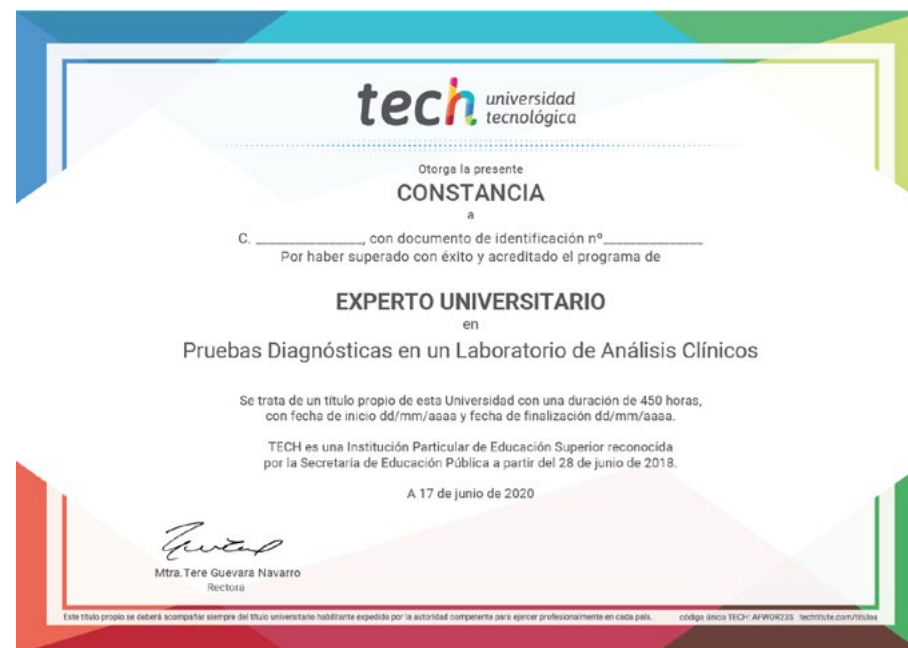 tech universidad
tecnológica
Otorga la presente
CONSTANCIA
a
C. ________________, con documento de identificación nº_______________
Por haber superado con éxito y acreditado el programa de
EXPERTO UNIVERSITARIO
en
Pruebas Diagnósticas en un Laboratorio de Análisis Clínicos
Se trata de un título propio de esta Universidad con una duración de 450 horas,
con fecha de inicio dd/mm/aaaa y fecha de finalización dd/mm/aaaa.
TECH es una Institución Particular de Educación Superior reconocida
por la Secretaría de Educación Pública a partir del 28 de junio de 2018.
A 17 de junio de 2020
Mtra.Tere Guevara Navarro
Rectora
Este título propio se deberá acompañar siempre del título universitario habilitante expedido por la autoridad competente para ejercer profesionalmente en cada país. código único TECH: AFWOR23S techtitute.com/titulos